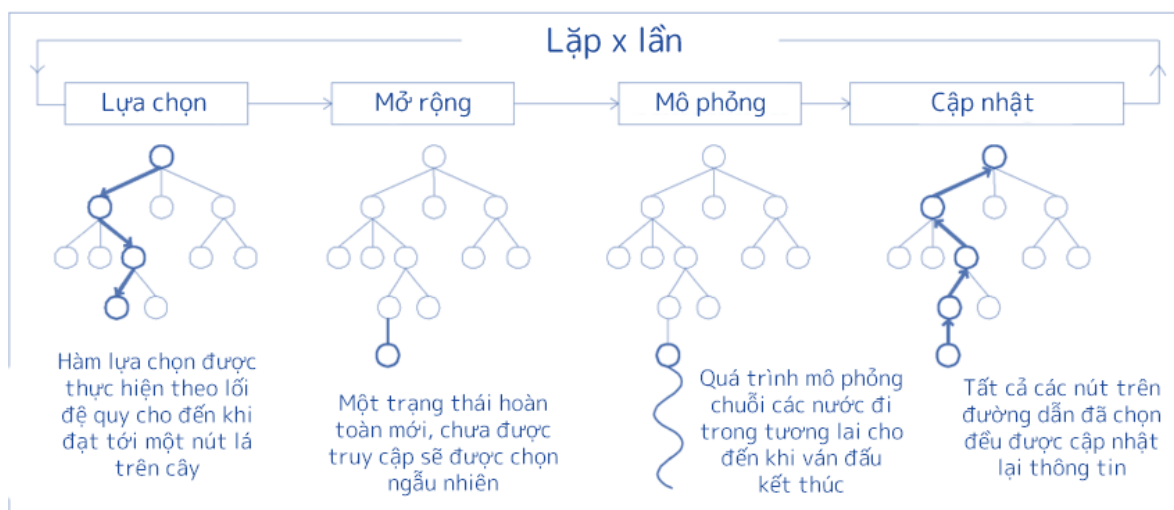 Lặp x lần
Lựa chọn
Mở rộng
Mô phỏng
Cập nhật
Hàm lựa chọn được
thực hiện theo lối
đệ quy cho đến khi
đạt tới một nút lá
trên cây
Một trạng thái hoàn
toàn mới, chưa được
truy cập sẽ được chọn
ngẫu nhiên
Quá trình mô phỏng
chuỗi các nước đi
trong tương lai cho
đến khi ván đấu
kết thúc
Tất cả các nút trên
đường dẫn đã chọn
đều được cập nhật
lại thông tin